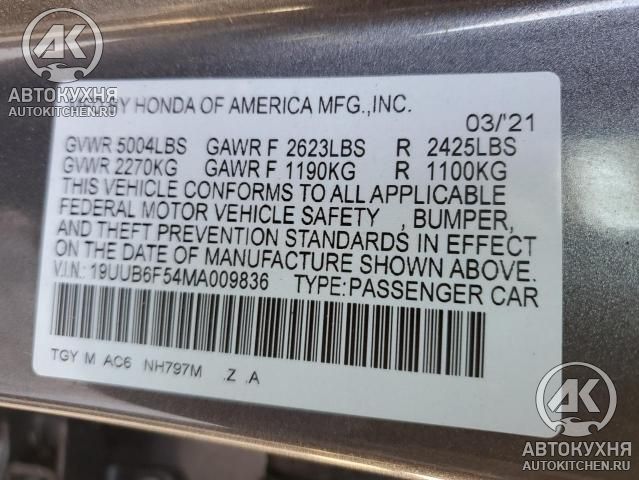 АВТОКУХНЯ
AUTOKITCHEN.RU
BY HONDA OF AMERICA MFG.,INC.
03/'21
GVWR 5004LBS GAWR F 2623LBS R 2425LBS
GVWR 2270KG GAWR F 1190KG R 1100KG
THIS VEHICLE CONFORMS TO ALL APPLICABLE
FEDERAL MOTOR VEHICLE SAFETY , BUMPER,
AND THEFT PREVENTION STANDARDS IN EFFECT
ON THE DATE OF MANUFACTURE SHOWN ABOVE.
V.I.N.: 19UUB6F54MA009836 TYPE:PASSENGER CAR
TGY M AC6 NH797M .Z .A
АК
АВТОКУХНЯ
AUTOKITCHEN.RU